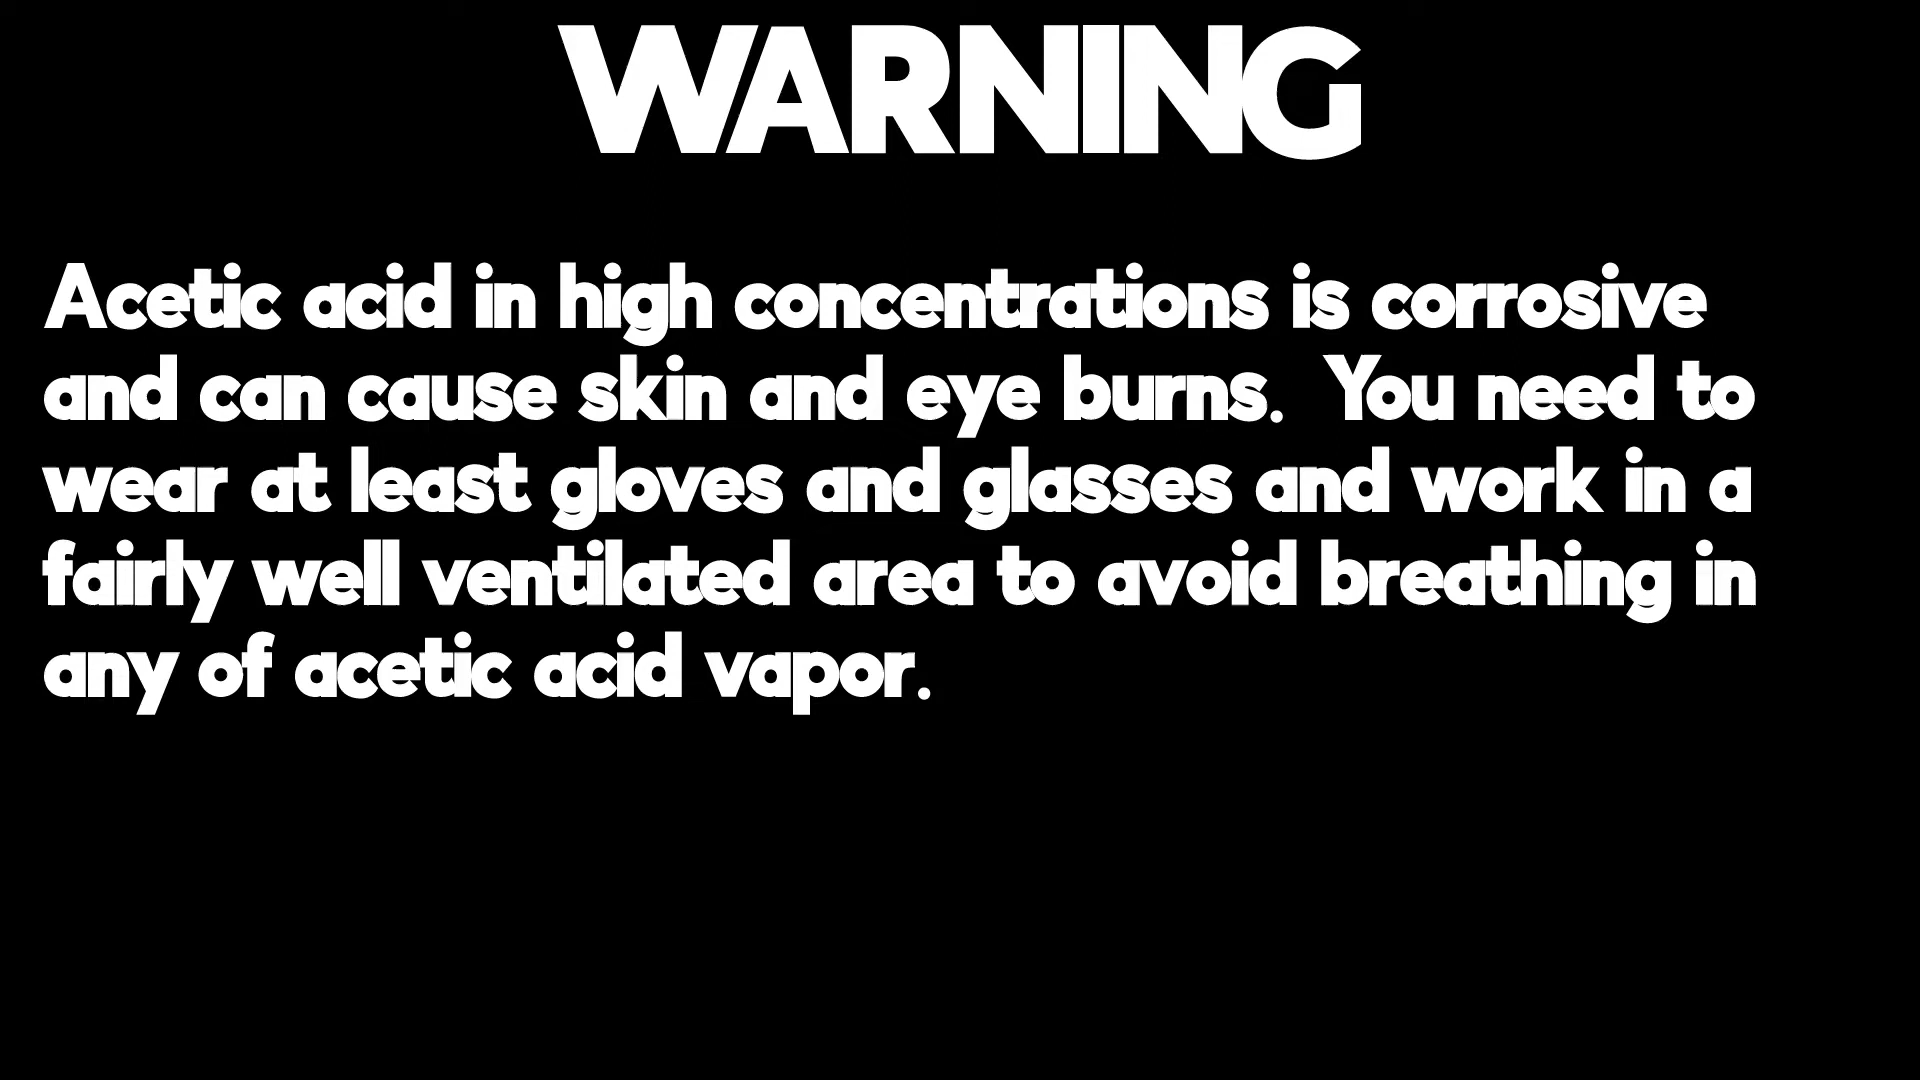 WARNING
Acetic acid in high concentrations is corrosive
and can cause skin and eye burns.  You need to
wear at least gloves and glasses and work in a
fairly well ventilated area to avoid breathing in
any of acetic acid vapor.